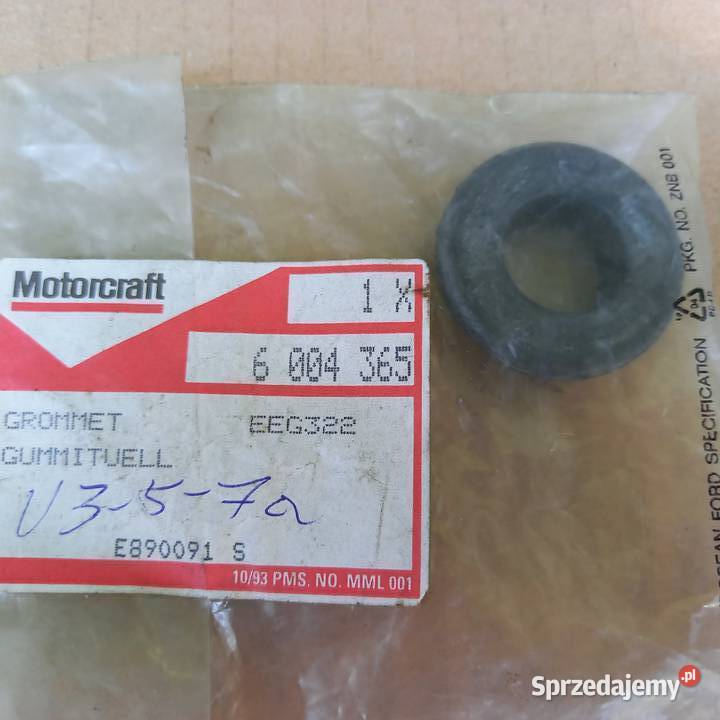 Motorcraft
1 X
6 004 365
GROMMET EEG322
GUMMITUELL
U3-5-7a
E890091 S
10/93 PMS. NO. MML 001
PKG. NO. ZNB 001
EAN FORD SPECIFICATION
Sprzedajemy.pl